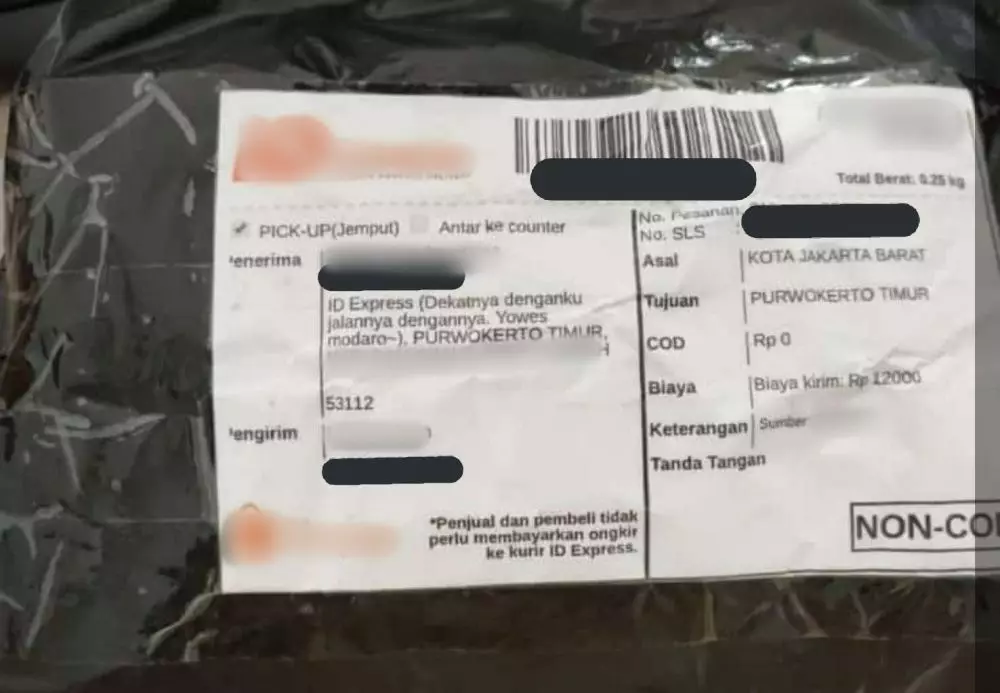 Total Berat: 0.25 kg
PICK-UP(Jemput) Antar ke counter
No. Pesanan
No. SLS
Asal KOTA JAKARTA BARAT
Tujuan PURWOKERTO TIMUR
COD Rp 0
Biaya Biaya kirim: Rp 12000
Keterangan Sumber
Tanda Tangan
enerima
ID Express (Dekatnya denganku
jalannya dengannya. Yowes
modaro~), PURWOKERTO TIMUR,
53112
engirim
*Penjual dan pembeli tidak
perlu membayarkan ongkir
ke kurir ID Express.
NON-CO